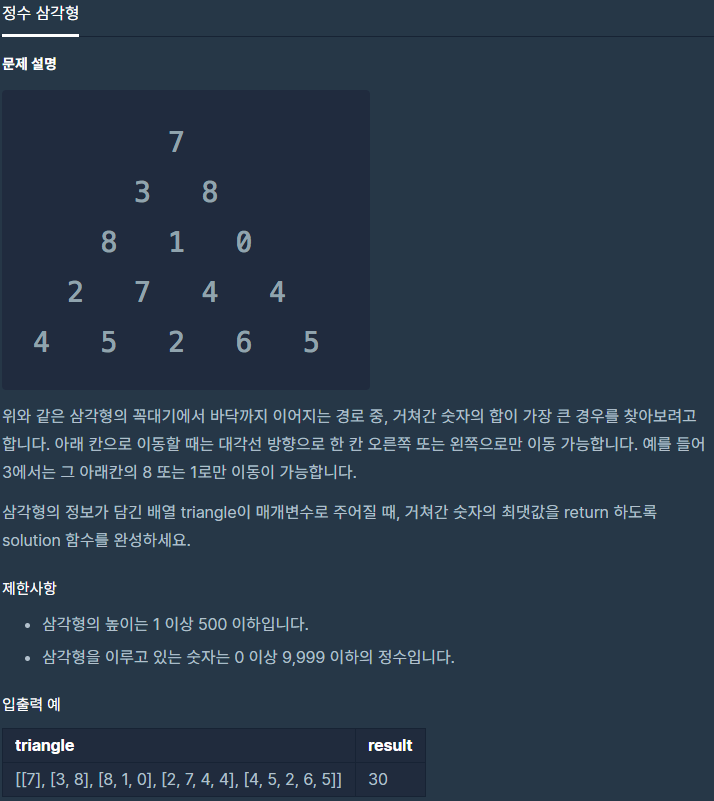 정수 삼각형
문제 설명
7
3 8
8 1 0
2 7 4 4
4 5 2 6 5
위와 같은 삼각형의 꼭대기에서 바닥까지 이어지는 경로 중, 거쳐간 숫자의 합이 가장 큰 경우를 찾아보려고
합니다. 아래 칸으로 이동할 때는 대각선 방향으로 한 칸 오른쪽 또는 왼쪽으로만 이동 가능합니다. 예를 들어
3에서는 그 아래칸의 8 또는 1로만 이동이 가능합니다.
삼각형의 정보가 담긴 배열 triangle이 매개변수로 주어질 때, 거쳐간 숫자의 최댓값을 return 하도록
solution 함수를 완성하세요.
제한사항
• 삼각형의 높이는 1 이상 500 이하입니다.
• 삼각형을 이루고 있는 숫자는 0 이상 9,999 이하의 정수입니다.
입출력 예
triangle result
[[7], [3, 8], [8, 1, 0], [2, 7, 4, 4], [4, 5, 2, 6, 5]] 30